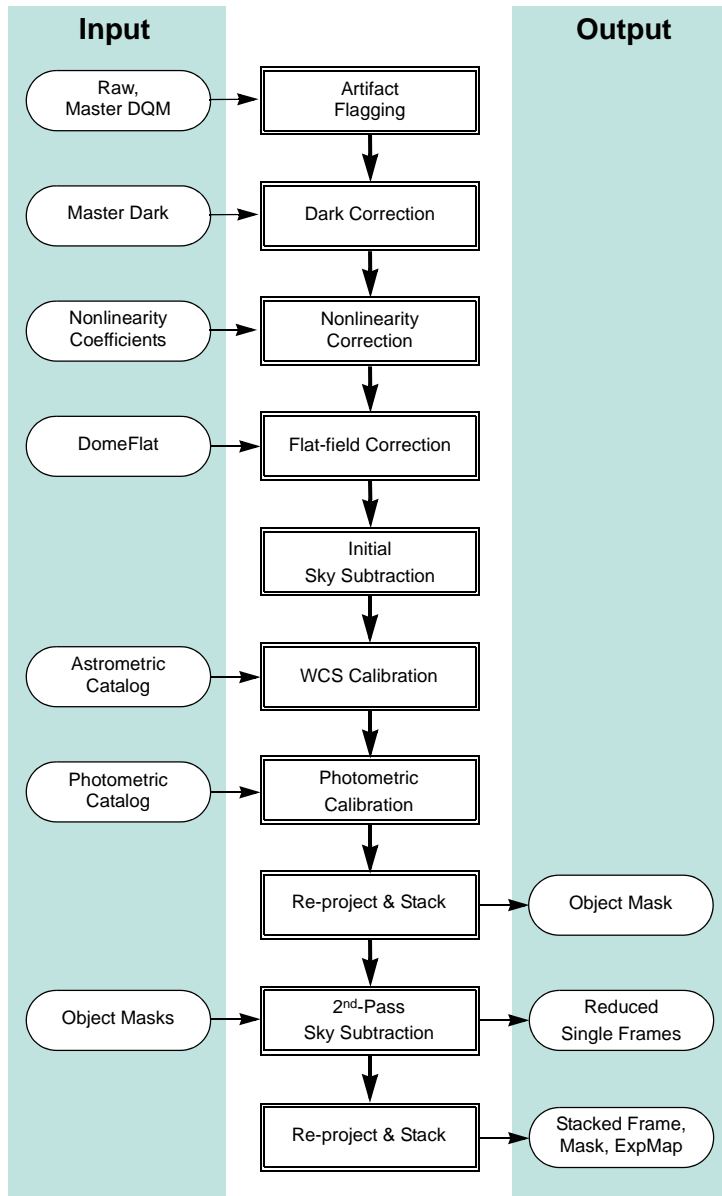 Input
Output
Raw,
Master DQM
Artifact
Flagging
Master Dark
Dark Correction
Nonlinearity
Coefficients
Nonlinearity
Correction
DomeFlat
Flat-field Correction
Initial
Sky Subtraction
Astrometric
Catalog
WCS Calibration
Photometric
Catalog
Photometric
Calibration
Re-project & Stack
Object Mask
Object Masks
2nd-Pass
Sky Subtraction
Reduced
Single Frames
Re-project & Stack
Stacked Frame,
Mask, ExpMap